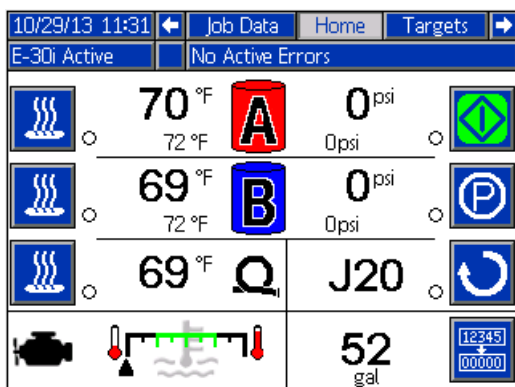 10/29/13 11:31 Job Data Home Targets
E-30i Active No Active Errors
70 °F A 0 psi
72 °F 0psi
69 °F B 0 psi
72 °F 0psi
P
69 °F J20
52
gal
12345
00000